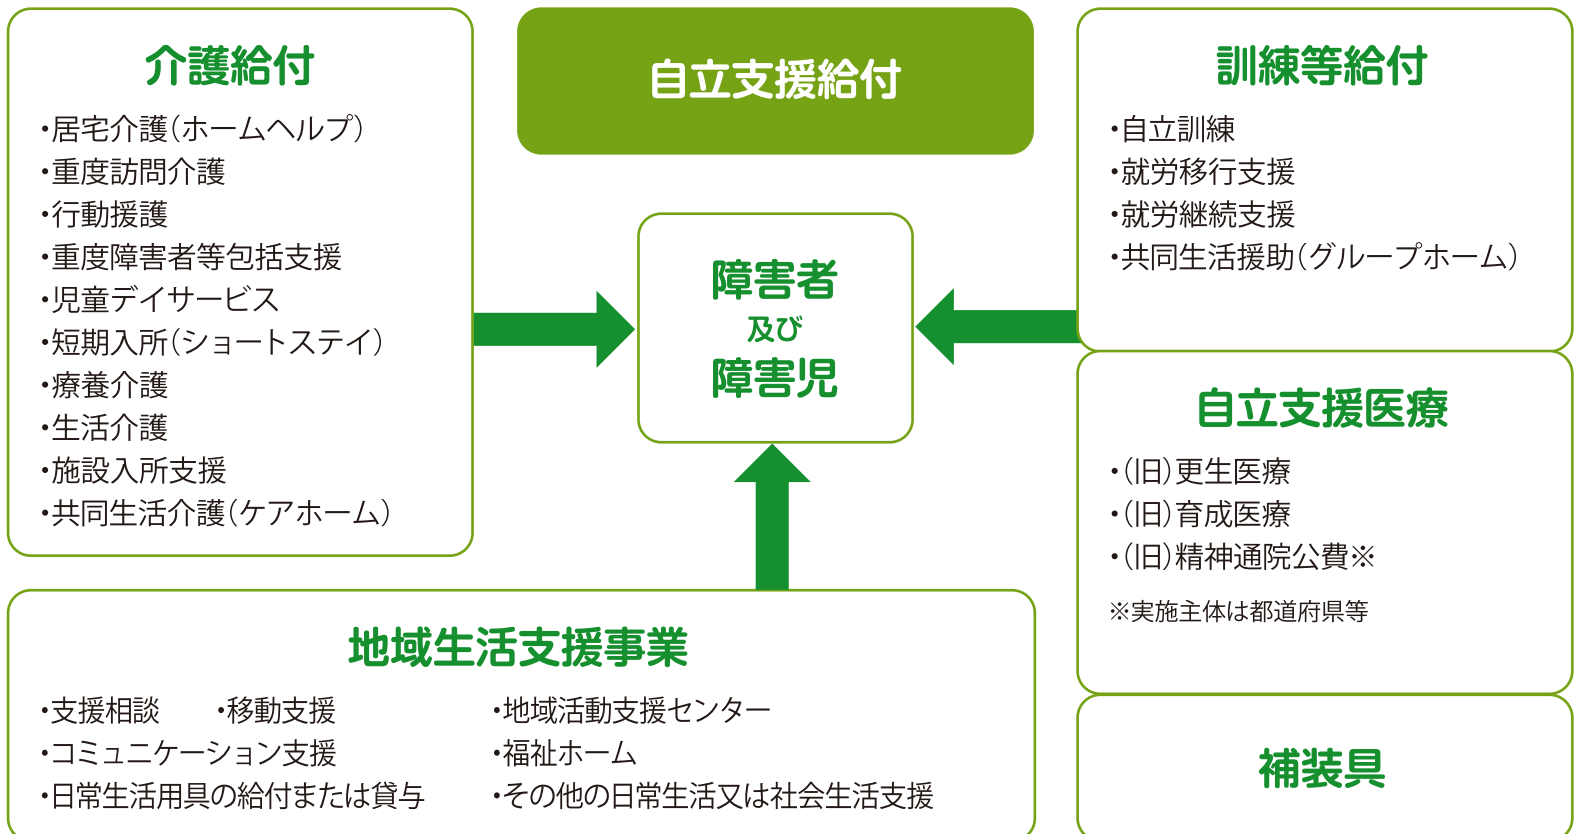 介護給付
・居宅介護(ホームヘルプ)
・重度訪問介護
・行動援護
・重度障害者等包括支援
・児童デイサービス
・短期入所(ショートステイ)
・療養介護
・生活介護
・施設入所支援
・共同生活介護(ケアホーム)
自立支援給付
障害者
及び
障害児
訓練等給付
・自立訓練
・就労移行支援
・就労継続支援
・共同生活援助(グループホーム)
自立支援医療
・(旧)更生医療
・(旧)育成医療
・(旧)精神通院公費※
※実施主体は都道府県等
補装具
地域生活支援事業
・支援相談 ・移動支援
・コミュニケーション支援
・日常生活用具の給付または貸与
・地域活動支援センター
・福祉ホーム
・その他の日常生活又は社会生活支援